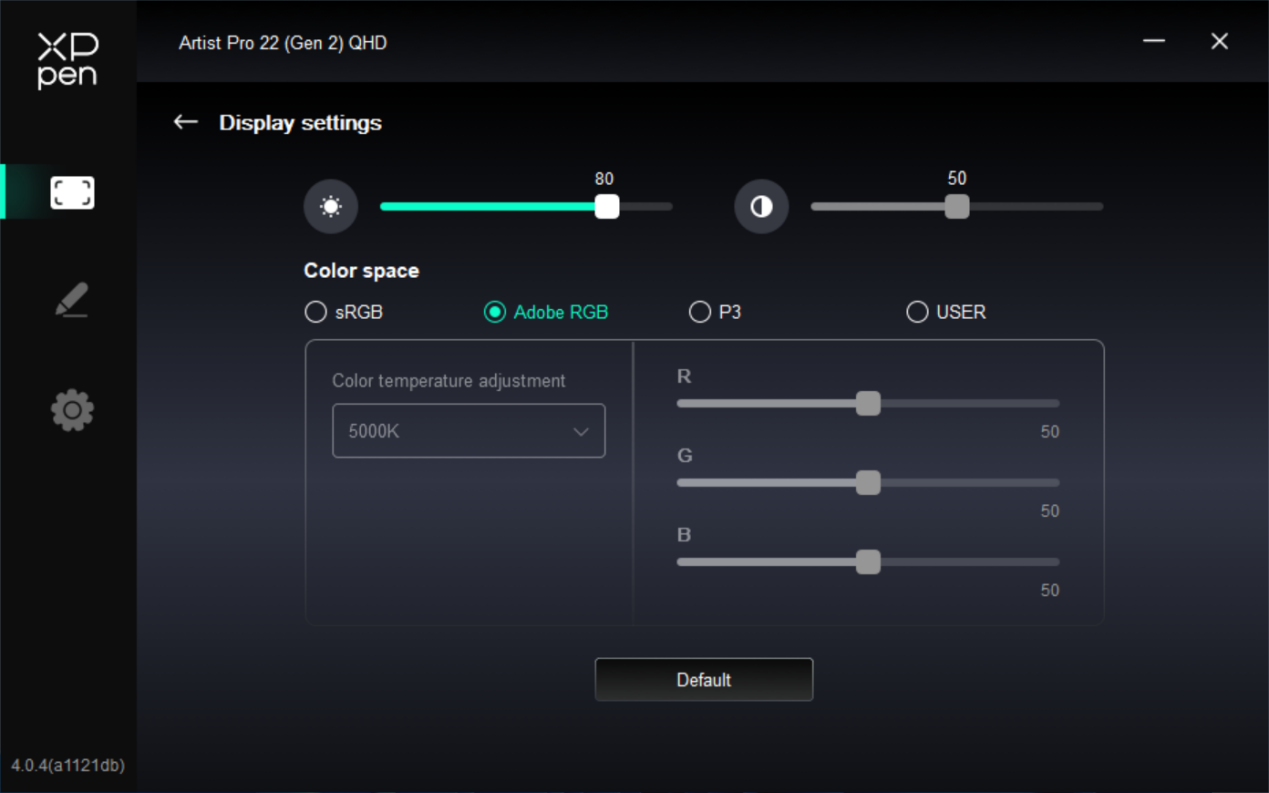 XP
pen
Artist Pro 22 (Gen 2) QHD
Display settings
80
50
Color space
sRGB
Adobe RGB
P3
USER
Color temperature adjustment
5000K
R
50
G
50
B
50
Default
4.0.4(a1121db)